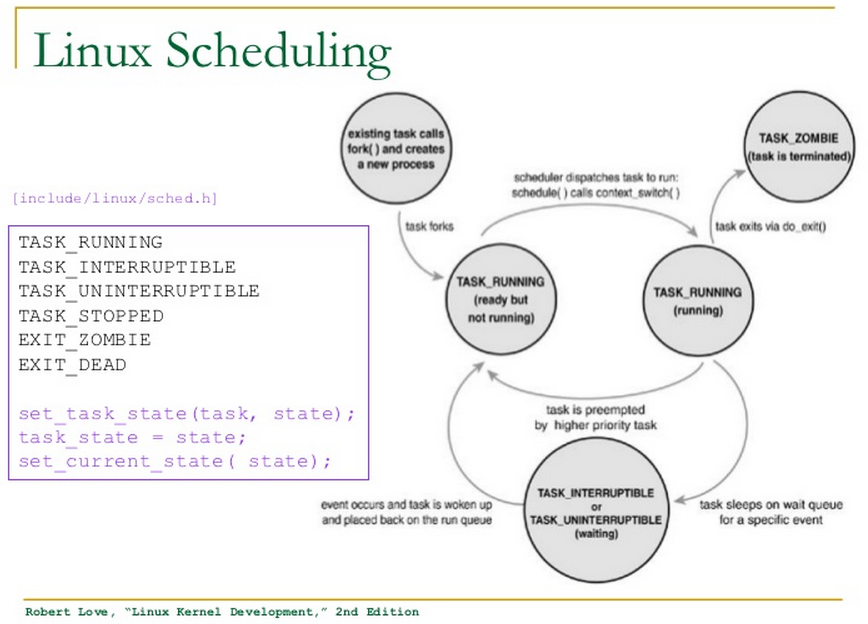 Linux Scheduling
[include/linux/sched.h]
TASK_RUNNING
TASK_INTERRUPTIBLE
TASK_UNINTERRUPTIBLE
TASK_STOPPED
EXIT_ZOMBIE
EXIT_DEAD
set_task_state(task, state);
task_state = state;
set_current_state( state);
existing task calls
fork( ) and creates
a new process
task forks
scheduler dispatches task to run:
schedule( ) calls context_switch( )
TASK_ZOMBIE
(task is terminated)
task exits via do_exit()
TASK_RUNNING
(ready but
not running)
TASK_RUNNING
(running)
task is preempted
by higher priority task
event occurs and task is woken up
and placed back on the run queue
TASK_INTERRUPTIBLE
or
TASK_UNINTERRUPTIBLE
(waiting)
task sleeps on wait queue
for a specific event
Robert Love, “Linux Kernel Development,” 2nd Edition